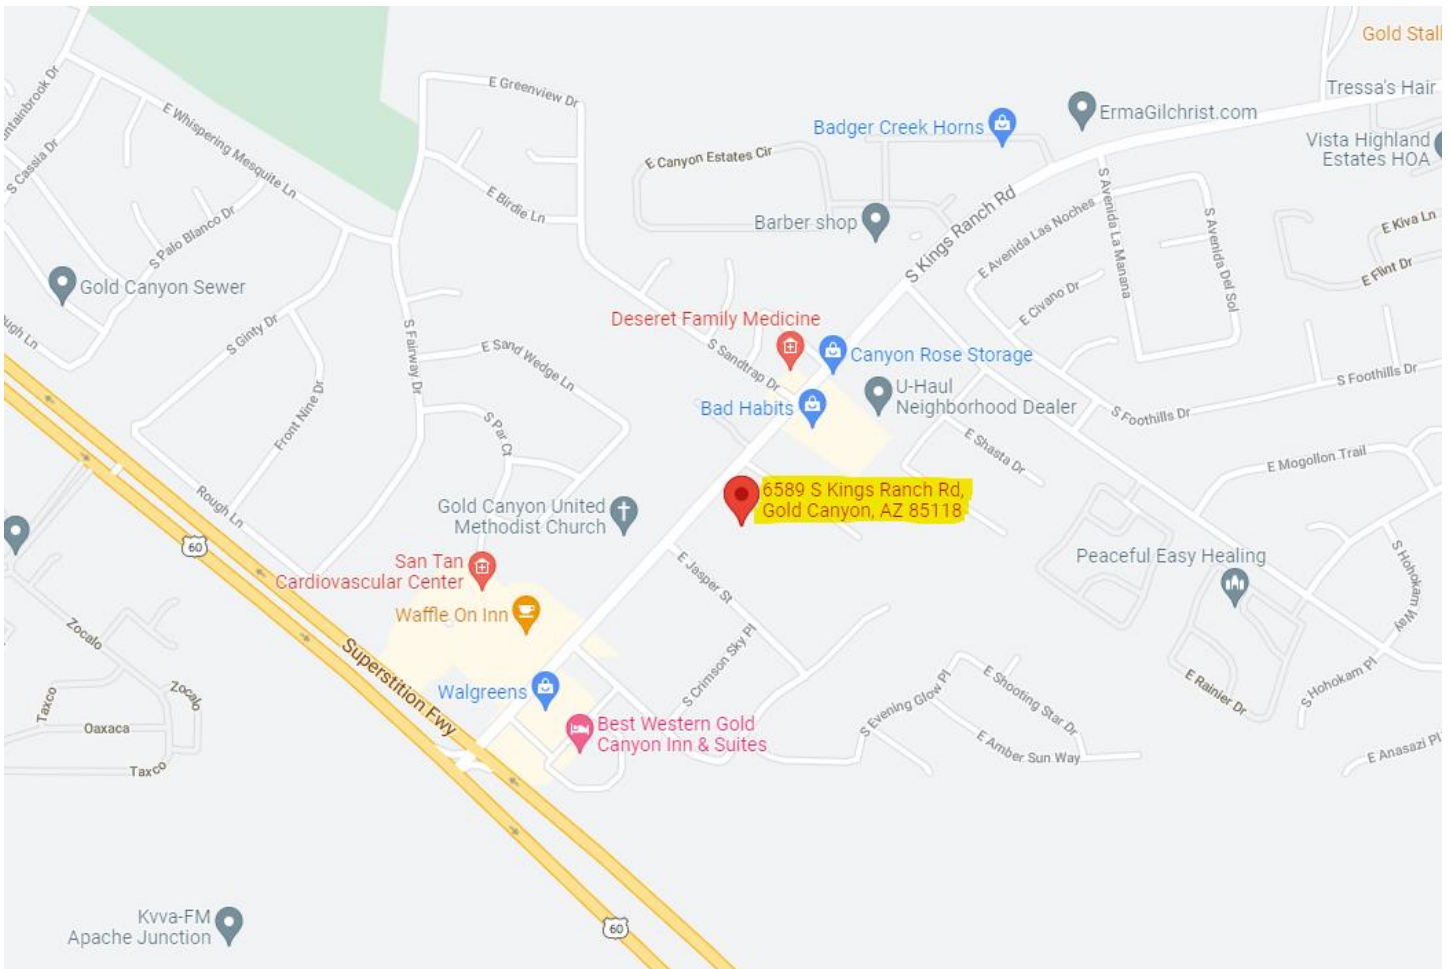 Gold Stall
Tressa's Hair
ErmaGilchrist.com
E Greenview Dr
Badger Creek Horns
Vista Highland
Estates HOA
E Whispering Mesquite Ln
E Canyon Estates Cir
S Cassia Dr
S Kings Ranch Rd
E Birdie Ln
S Avenida La Manana
E Avenida Las Noches
S Avenida Del Sol
E Kiva Ln
Barber shop
S Palo Blanco Dr
E Flint Dr
Gold Canyon Sewer
E Civano Dr
Deseret Family Medicine
S Ginty Dr
S Fairway Dr
E Sand Wedge Ln
S Sandtrap Dr
Canyon Rose Storage
S Foothills Dr
U-Haul
Neighborhood Dealer
Bad Habits
S Foothills Dr
Front Nine Dr
S Par Ct
E Shasta Dr
E Mogollon Trail
6589 S Kings Ranch Rd,
Gold Canyon, AZ 85118
Rough Ln
Gold Canyon United
Methodist Church
60
Peaceful Easy Healing
San Tan
Cardiovascular Center
E Jasper St
S Hohokam Way
Waffle On Inn
Zocalo
Superstition Fwy
S Crimson Sky Pl
Zocalo
Taxco
Walgreens
S Evening Glow Pl
E Shooting Star Dr
E Rainier Dr
S Hohokam Pl
Oaxaca
Best Western Gold
Canyon Inn & Suites
E Amber Sun Way
E Anasazi Pl
Taxco
Kvva-FM
Apache Junction
60